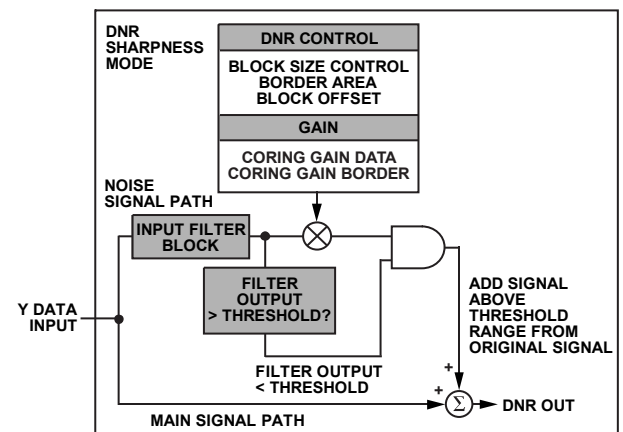 DNR
SHARPNESS
MODE
DNR CONTROL
BLOCK SIZE CONTROL
BORDER AREA
BLOCK OFFSET
GAIN
CORING GAIN DATA
CORING GAIN BORDER
NOISE
SIGNAL PATH
INPUT FILTER
BLOCK
FILTER
OUTPUT
> THRESHOLD?
Y DATA
INPUT
FILTER OUTPUT
< THRESHOLD
ADD SIGNAL
ABOVE
THRESHOLD
RANGE FROM
ORIGINAL SIGNAL
+
+
Σ
DNR OUT
MAIN SIGNAL PATH